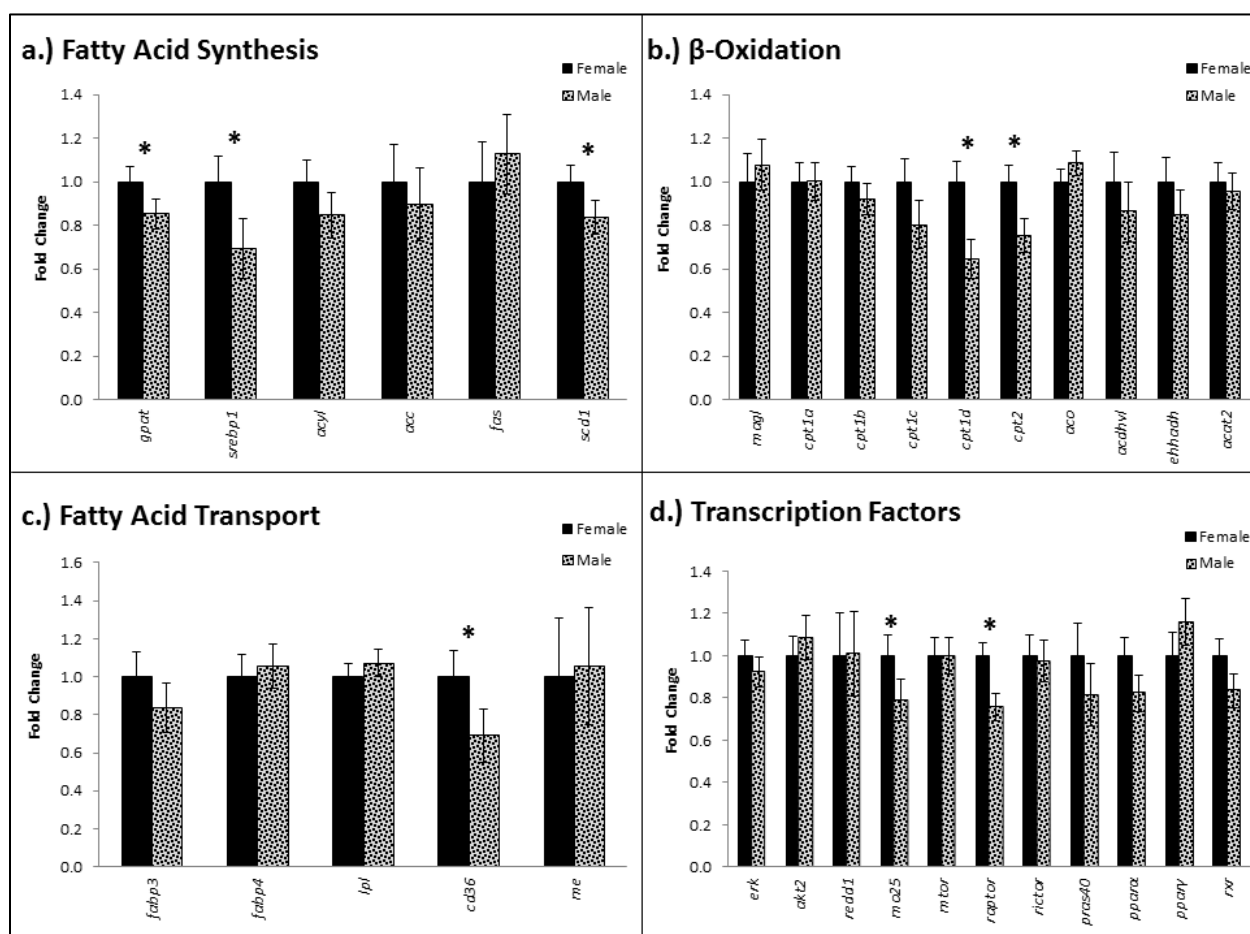 a.) Fatty Acid Synthesis
Female
Male
1.4
1.2
1.0
0.8
0.6
0.4
0.2
0.0
Fold Change
* * *
gpat srebp1 acyl acc fas scd1
b.) β-Oxidation
Female
Male
1.4
1.2
1.0
0.8
0.6
0.4
0.2
0.0
Fold Change
* *
magl cpt1a cpt1b cpt1c cpt1d cpt2 aco acdhvl ehhadh acat2
c.) Fatty Acid Transport
Female
Male
1.6
1.4
1.2
1.0
0.8
0.6
0.4
0.2
0.0
Fold Change
*
fabp3 fabp4 lpl cd36 me
d.) Transcription Factors
Female
Male
1.4
1.2
1.0
0.8
0.6
0.4
0.2
0.0
Fold Change
* *
erk akt2 redd1 mo25 mtor raptor rictor pras40 pparα pparγ rxr